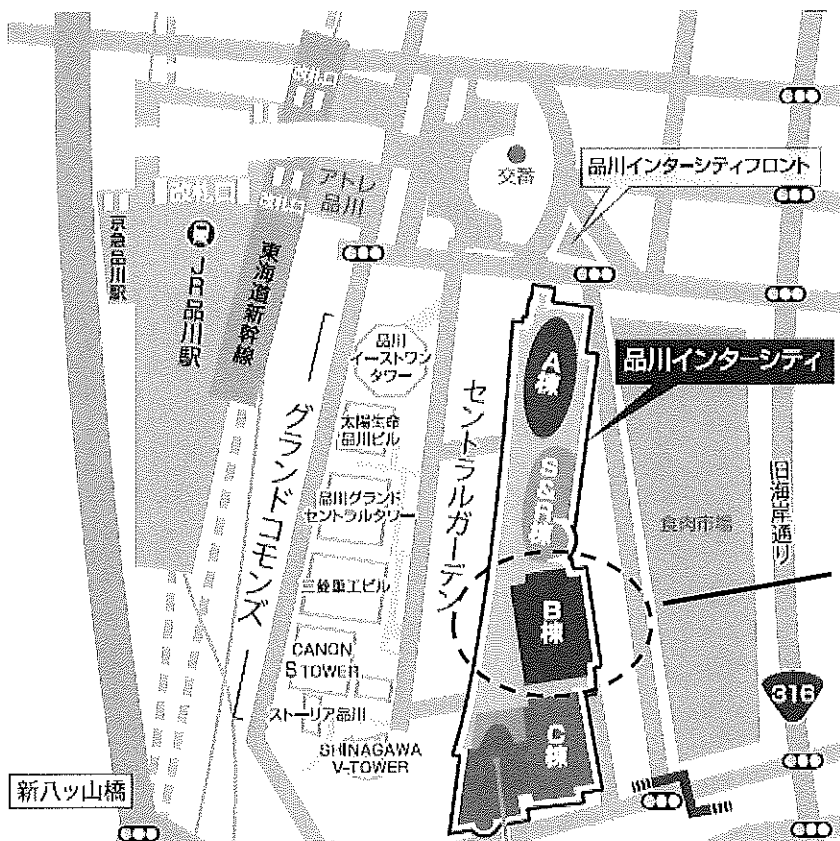 改札口
アトレ
品川
交番
品川インターシティフロント
改札口
改札口
京急品川駅
JR品川駅
東海道新幹線
品川
イーストワン
タワー
A棟
品川インターシティ
グランドコモンズ
太陽生命
品川ビル
セントラルガーデン
S&R棟
品川グランド
セントラルタワー
食肉市場
旧海岸通り
三菱重工ビル
B棟
CANON
S TOWER
316
ストーリア品川
C棟
SHINAGAWA
V-TOWER
新八ッ山橋